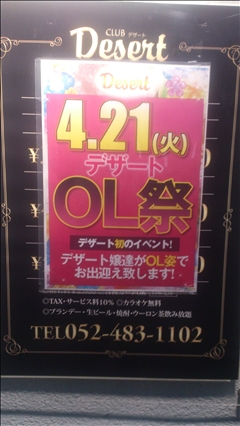 CLUB デザート
Desert
Desert
4.21(火)
デザート
OL祭
デザート初のイベント!
デザート嬢達がOL姿で
お出迎え致します!
◎TAX・サービス料10% ◎カラオケ無料
◎ブランデー・生ビール・焼酎・ウーロン茶飲み放題
TEL052-483-1102